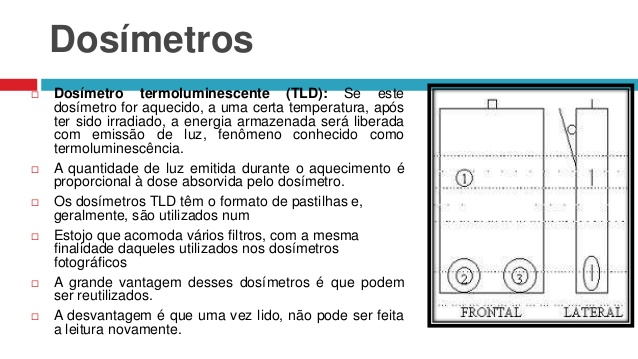 Dosímetros
Dosímetro termoluminescente (TLD): Se este
dosímetro for aquecido, a uma certa temperatura, após
ter sido irradiado, a energia armazenada será liberada
com emissão de luz, fenômeno conhecido como
termoluminescência.
A quantidade de luz emitida durante o aquecimento é
proporcional à dose absorvida pelo dosímetro.
Os dosímetros TLD têm o formato de pastilhas e,
geralmente, são utilizados num
Estojo que acomoda vários filtros, com a mesma
finalidade daqueles utilizados nos dosímetros
fotográficos
A grande vantagem desses dosímetros é que podem
ser reutilizados.
A desvantagem é que uma vez lido, não pode ser feita
a leitura novamente.
1
2 3
FRONTAL LATERAL